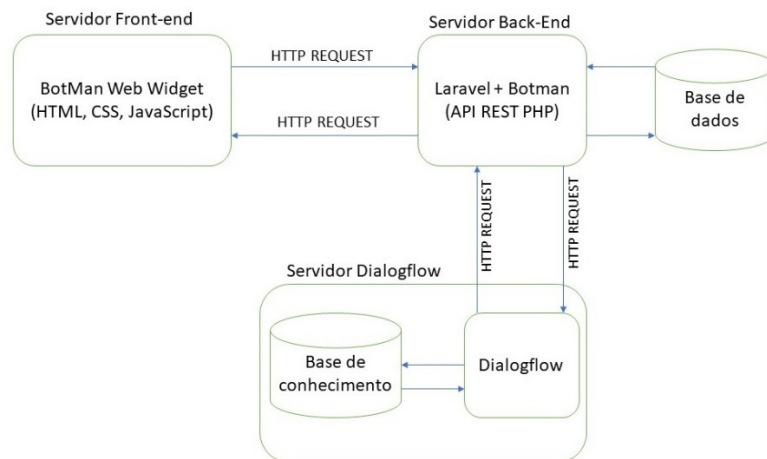 Servidor Front-end
Servidor Back-End
HTTP REQUEST
BotMan Web Widget
(HTML, CSS, JavaScript)
Laravel + Botman
(API REST PHP)
Base de
dados
HTTP REQUEST
HTTP REQUEST
HTTP REQUEST
Servidor Dialogflow
Base de
conhecimento
Dialogflow